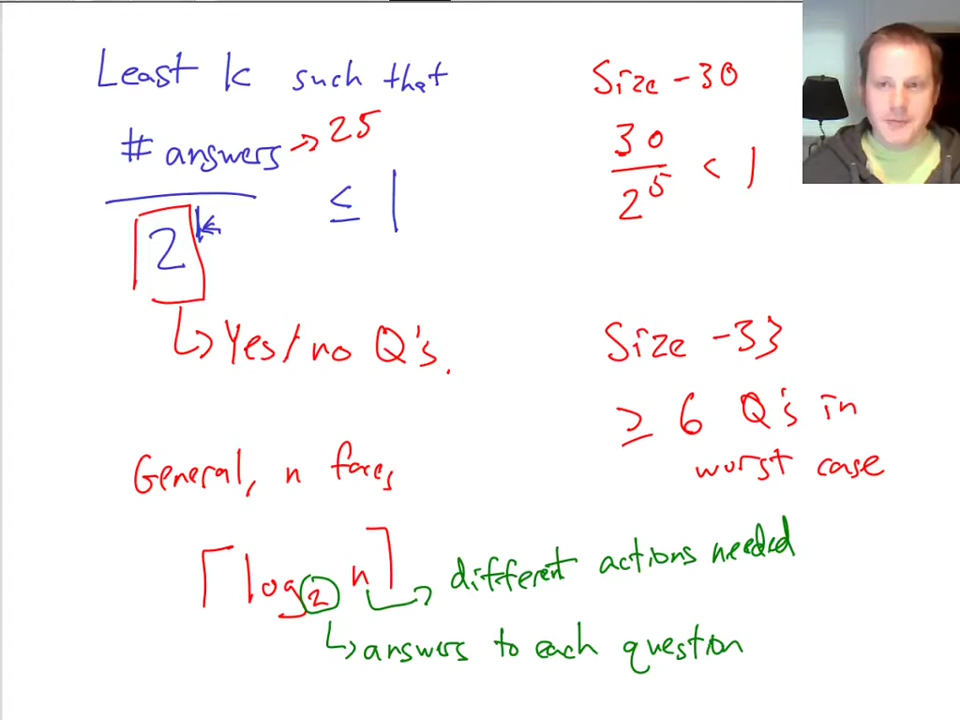 Least k such that
# answers → 25
2^k ≤ 1
↳ Yes/no Q's.
General, n faces
⌈log₂ n⌉ → different actions needed
↳ answers to each question
Size - 30
30
2^5 < 1
Size - 33
≥ 6 Q's in
worst case